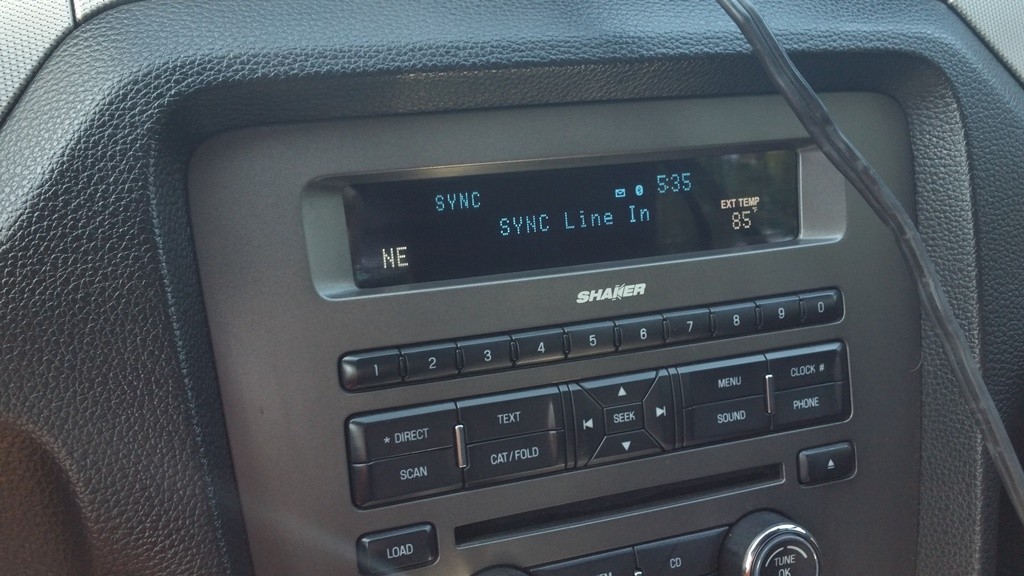 SYNC 5:35
SYNC Line In
EXT TEMP
85°F
NE
SHAKER
1 2 3 4 5 6 7 8 9 0
* DIRECT TEXT SEEK MENU CLOCK #
SCAN CAT/FOLD SOUND PHONE
LOAD
CD
TUNE
OK